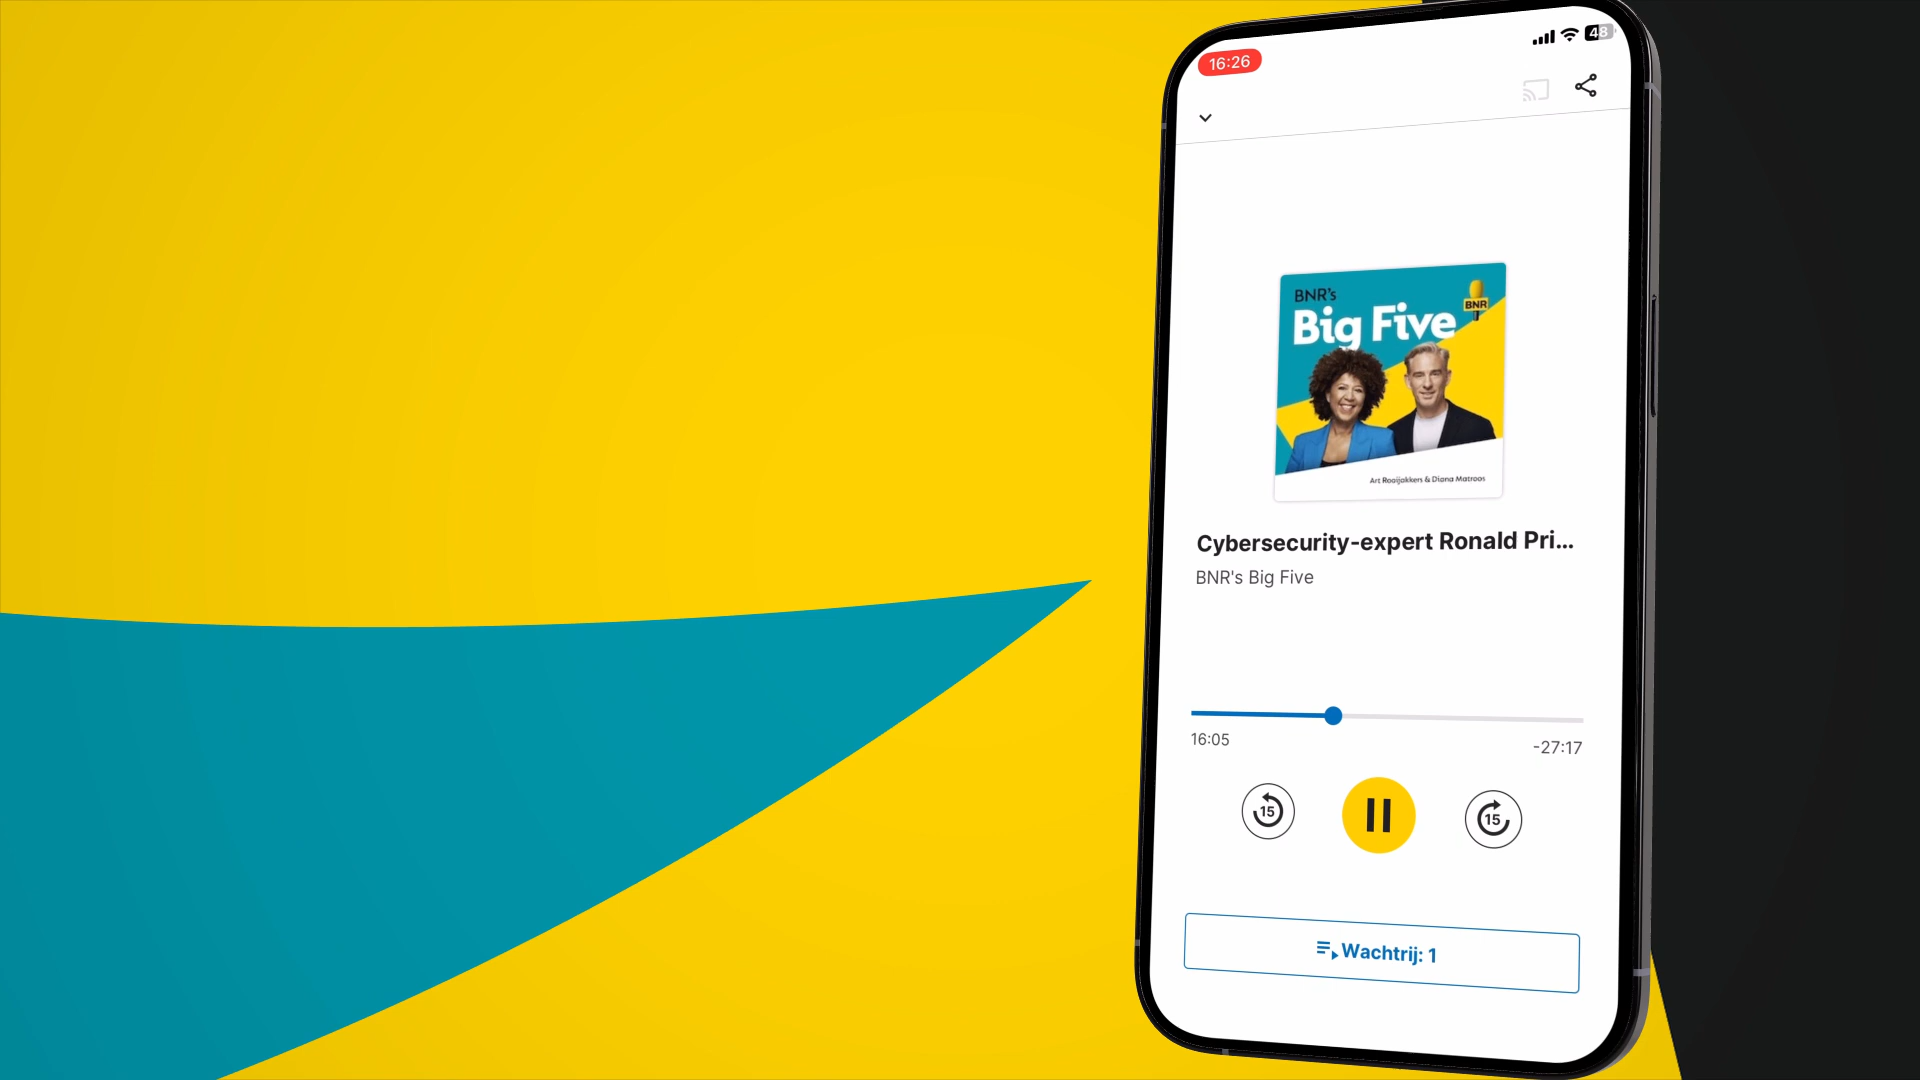 16:26
48
BNR's
BNR
Big Five
Art Rooijakkers & Diana Matroos
Cybersecurity-expert Ronald Pri...
BNR's Big Five
16:05
-27:17
15
15
Wachtrij: 1